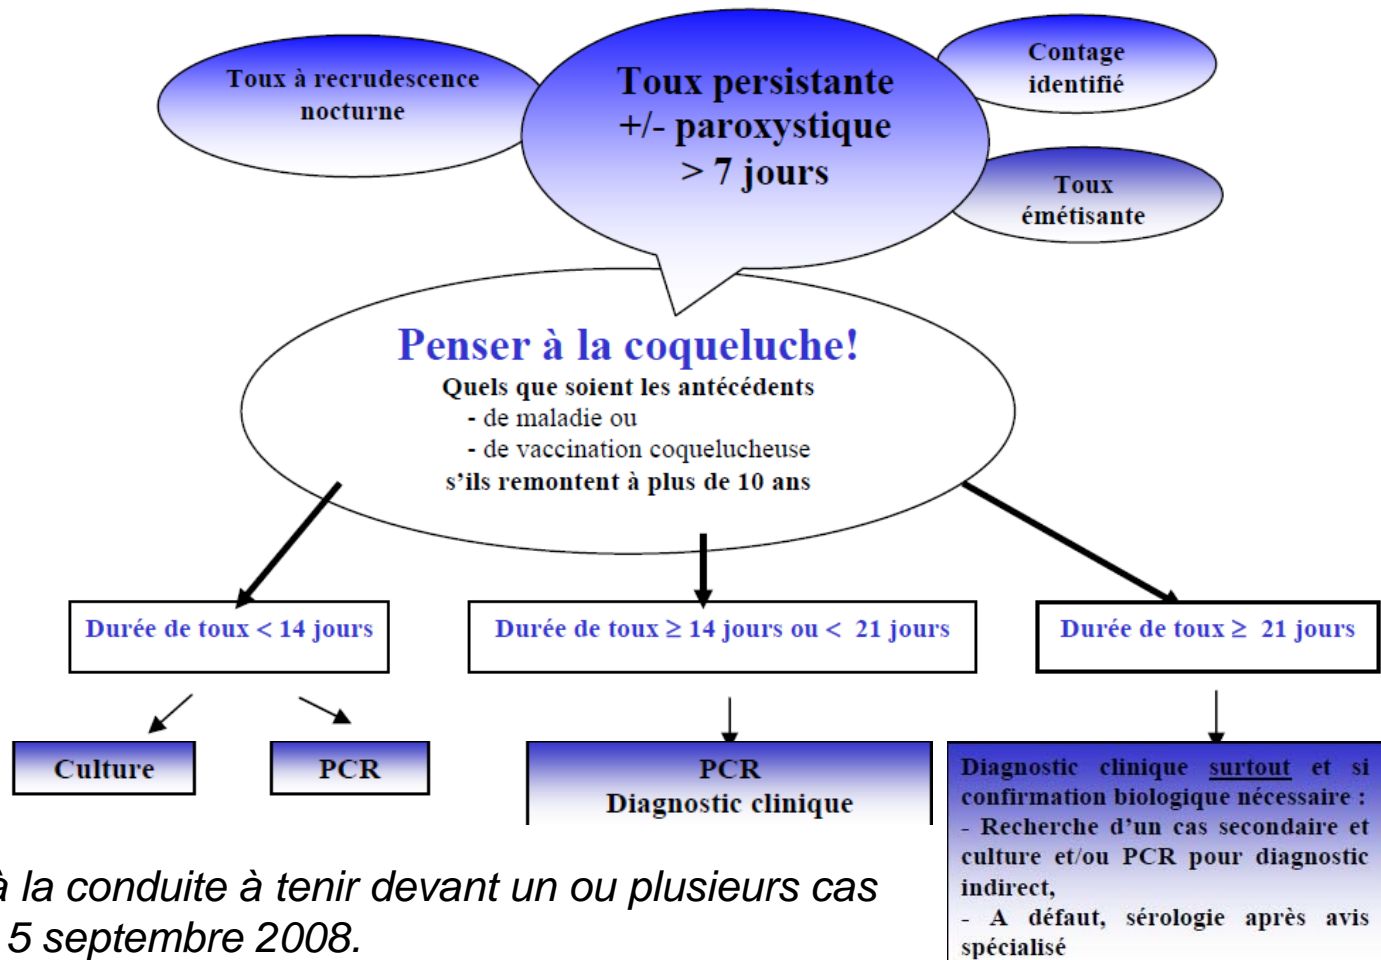 Toux à recrudescence
nocturne
Toux persistante
+/- paroxystique
> 7 jours
Contage
identifié
Toux
émétisante
Penser à la coqueluche!
Quels que soient les antécédents
- de maladie ou
- de vaccination coquelucheuse
s'ils remontent à plus de 10 ans
Durée de toux < 14 jours
Durée de toux ≥ 14 jours ou < 21 jours
Durée de toux ≥ 21 jours
Culture
PCR
PCR
Diagnostic clinique
Diagnostic clinique surtout et si
confirmation biologique nécessaire :
- Recherche d'un cas secondaire et
culture et/ou PCR pour diagnostic
indirect,
- A défaut, sérologie après avis
spécialisé
à la conduite à tenir devant un ou plusieurs cas
5 septembre 2008.